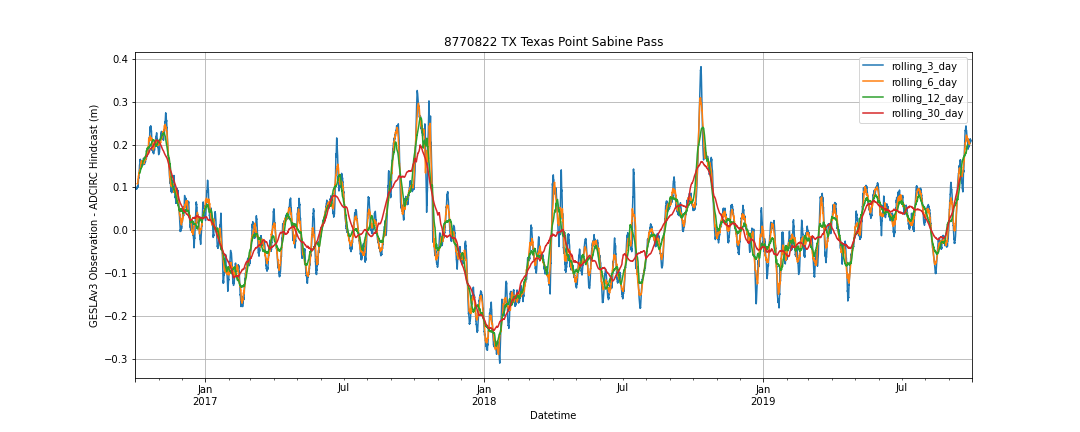 8770822 TX Texas Point Sabine Pass
GESLAv3 Observation - ADCIRC Hindcast (m)
0.4
0.3
0.2
0.1
0.0
−0.1
−0.2
−0.3
rolling_3_day
rolling_6_day
rolling_12_day
rolling_30_day
Jan
2017
Jul
Jan
2018
Jul
Jan
2019
Jul
Datetime